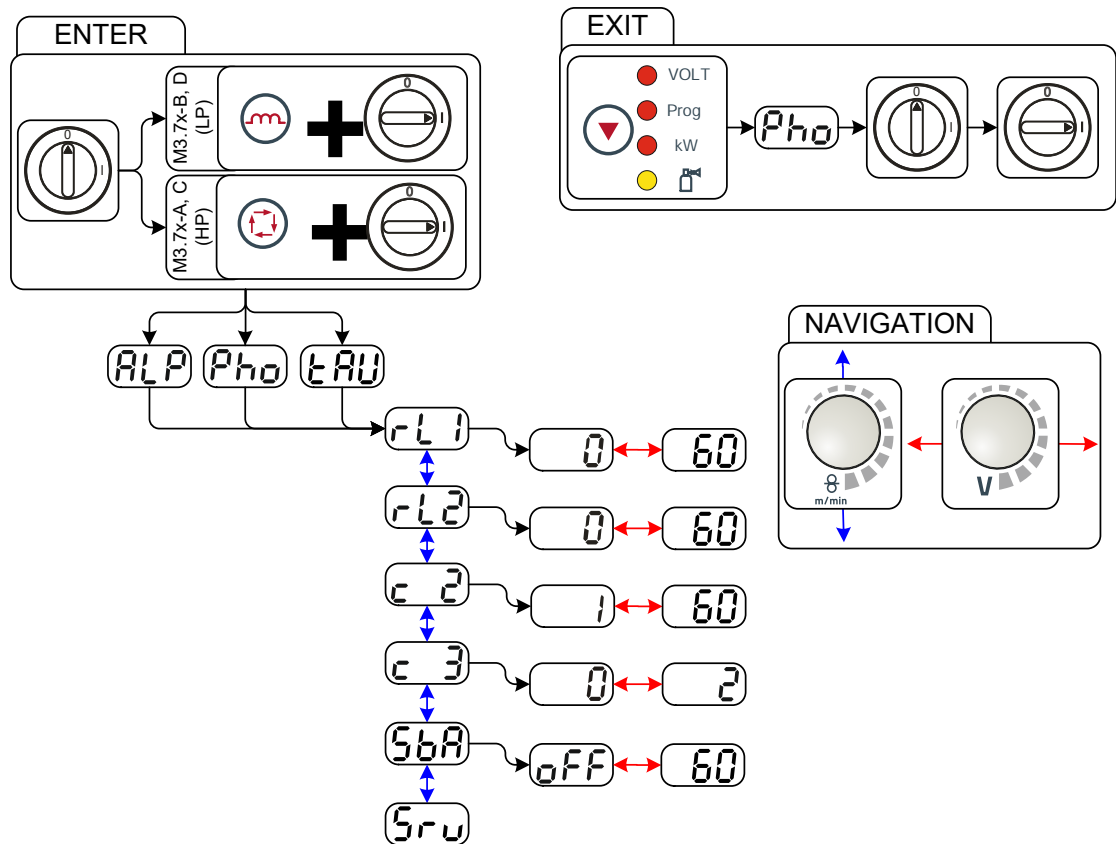 ENTER
M3.7x-B, D
(LP)
0
I
0
I
M3.7x-A, C
(HP)
0
I
EXIT
VOLT
Prog
kW
Pho
0
I
0
I
ALP Pho tAU
NAVIGATION
m/min
V
rL1 0 60
rL2 0 60
c 2 1 60
c 3 0 2
SbA oFF 60
Sru